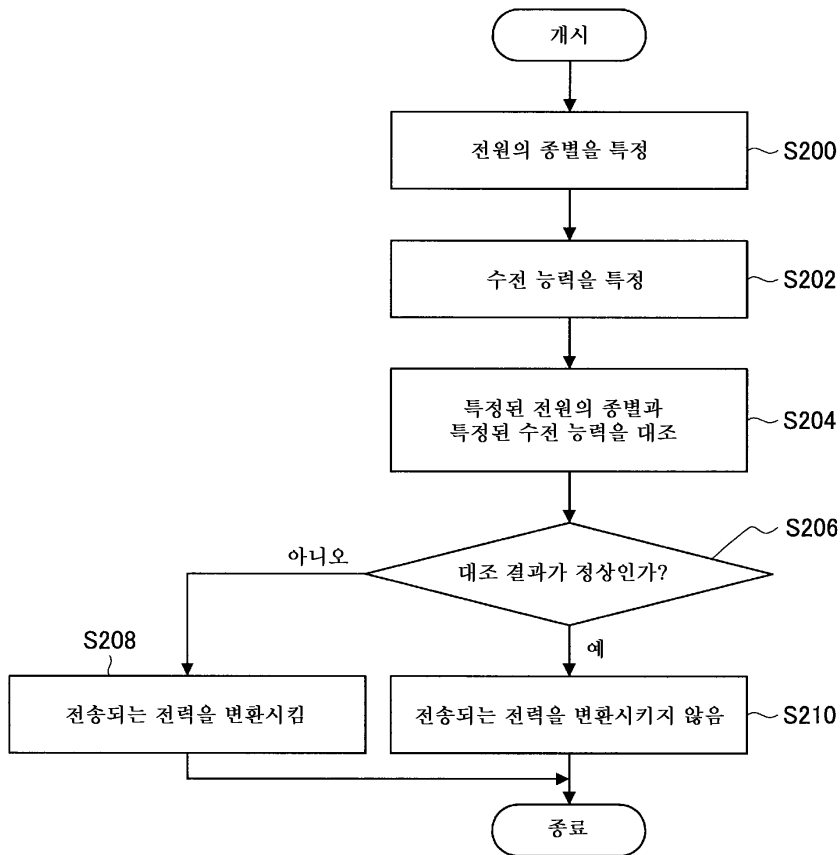 개시
전원의 종별을 특정
S200
수전 능력을 특정
S202
특정된 전원의 종별과
특정된 수전 능력을 대조
S204
S206
대조 결과가 정상인가?
아니오
예
S208
전송되는 전력을 변환시킴
전송되는 전력을 변환시키지 않음
S210
종료